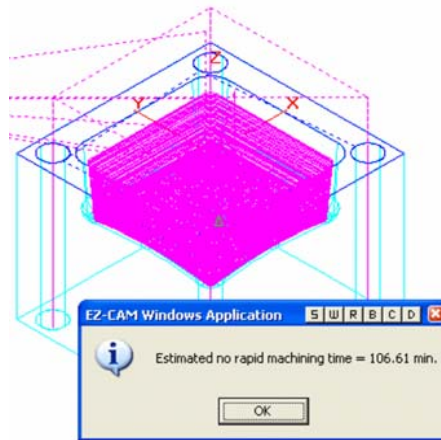 Z
Y X
EZ-CAM Windows Application S W R B C D
Estimated no rapid machining time = 106.61 min.
OK